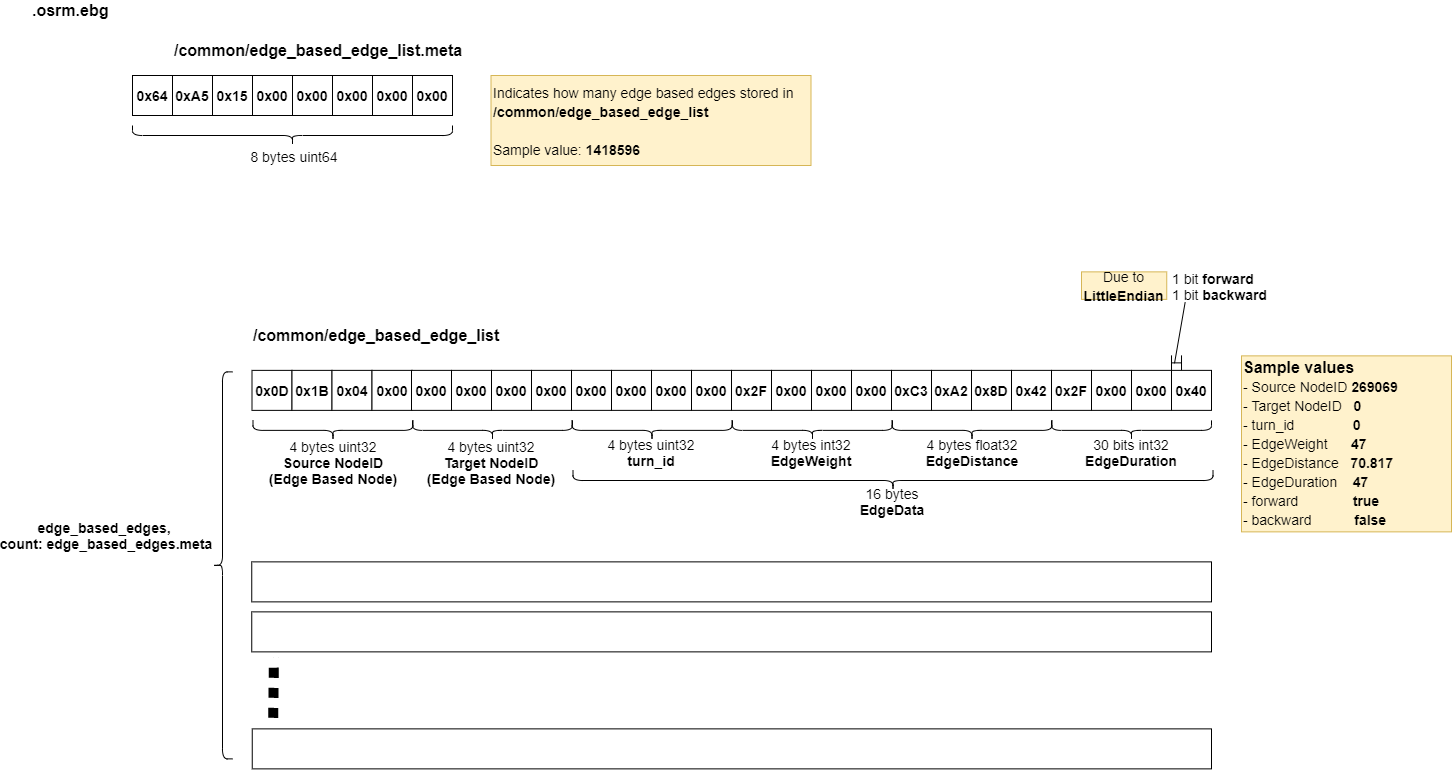 .osrm.ebg
/common/edge_based_edge_list.meta
0x64 0xA5 0x15 0x00 0x00 0x00 0x00 0x00
8 bytes uint64
Indicates how many edge based edges stored in
/common/edge_based_edge_list
Sample value: 1418596
Due to
LittleEndian
1 bit forward
1 bit backward
/common/edge_based_edge_list
0x0D 0x1B 0x04 0x00 0x00 0x00 0x00 0x00 0x00 0x00 0x00 0x00 0x2F 0x00 0x00 0x00 0xC3 0xA2 0x8D 0x42 0x2F 0x00 0x00 0x40
4 bytes uint32
Source NodeID
(Edge Based Node)
4 bytes uint32
Target NodeID
(Edge Based Node)
4 bytes uint32
turn_id
4 bytes int32
EdgeWeight
4 bytes float32
EdgeDistance
30 bits int32
EdgeDuration
16 bytes
EdgeData
Sample values
- Source NodeID 269069
- Target NodeID 0
- turn_id 0
- EdgeWeight 47
- EdgeDistance 70.817
- EdgeDuration 47
- forward true
- backward false
edge_based_edges,
count: edge_based_edges.meta